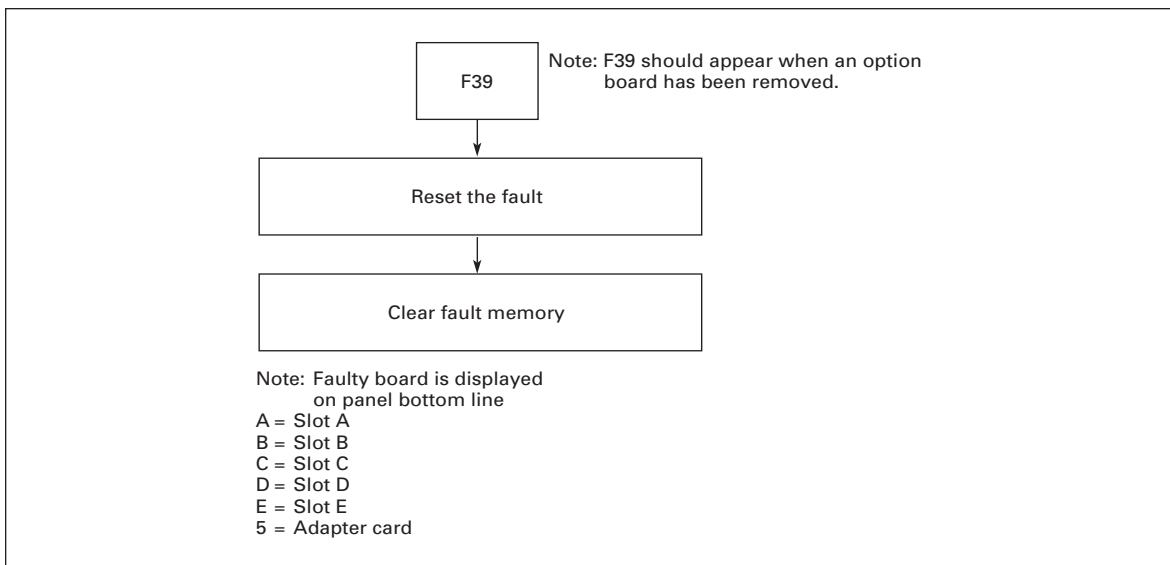 F39
Note: F39 should appear when an option
board has been removed.
Reset the fault
Clear fault memory
Note: Faulty board is displayed
on panel bottom line
A = Slot A
B = Slot B
C = Slot C
D = Slot D
E = Slot E
5 = Adapter card